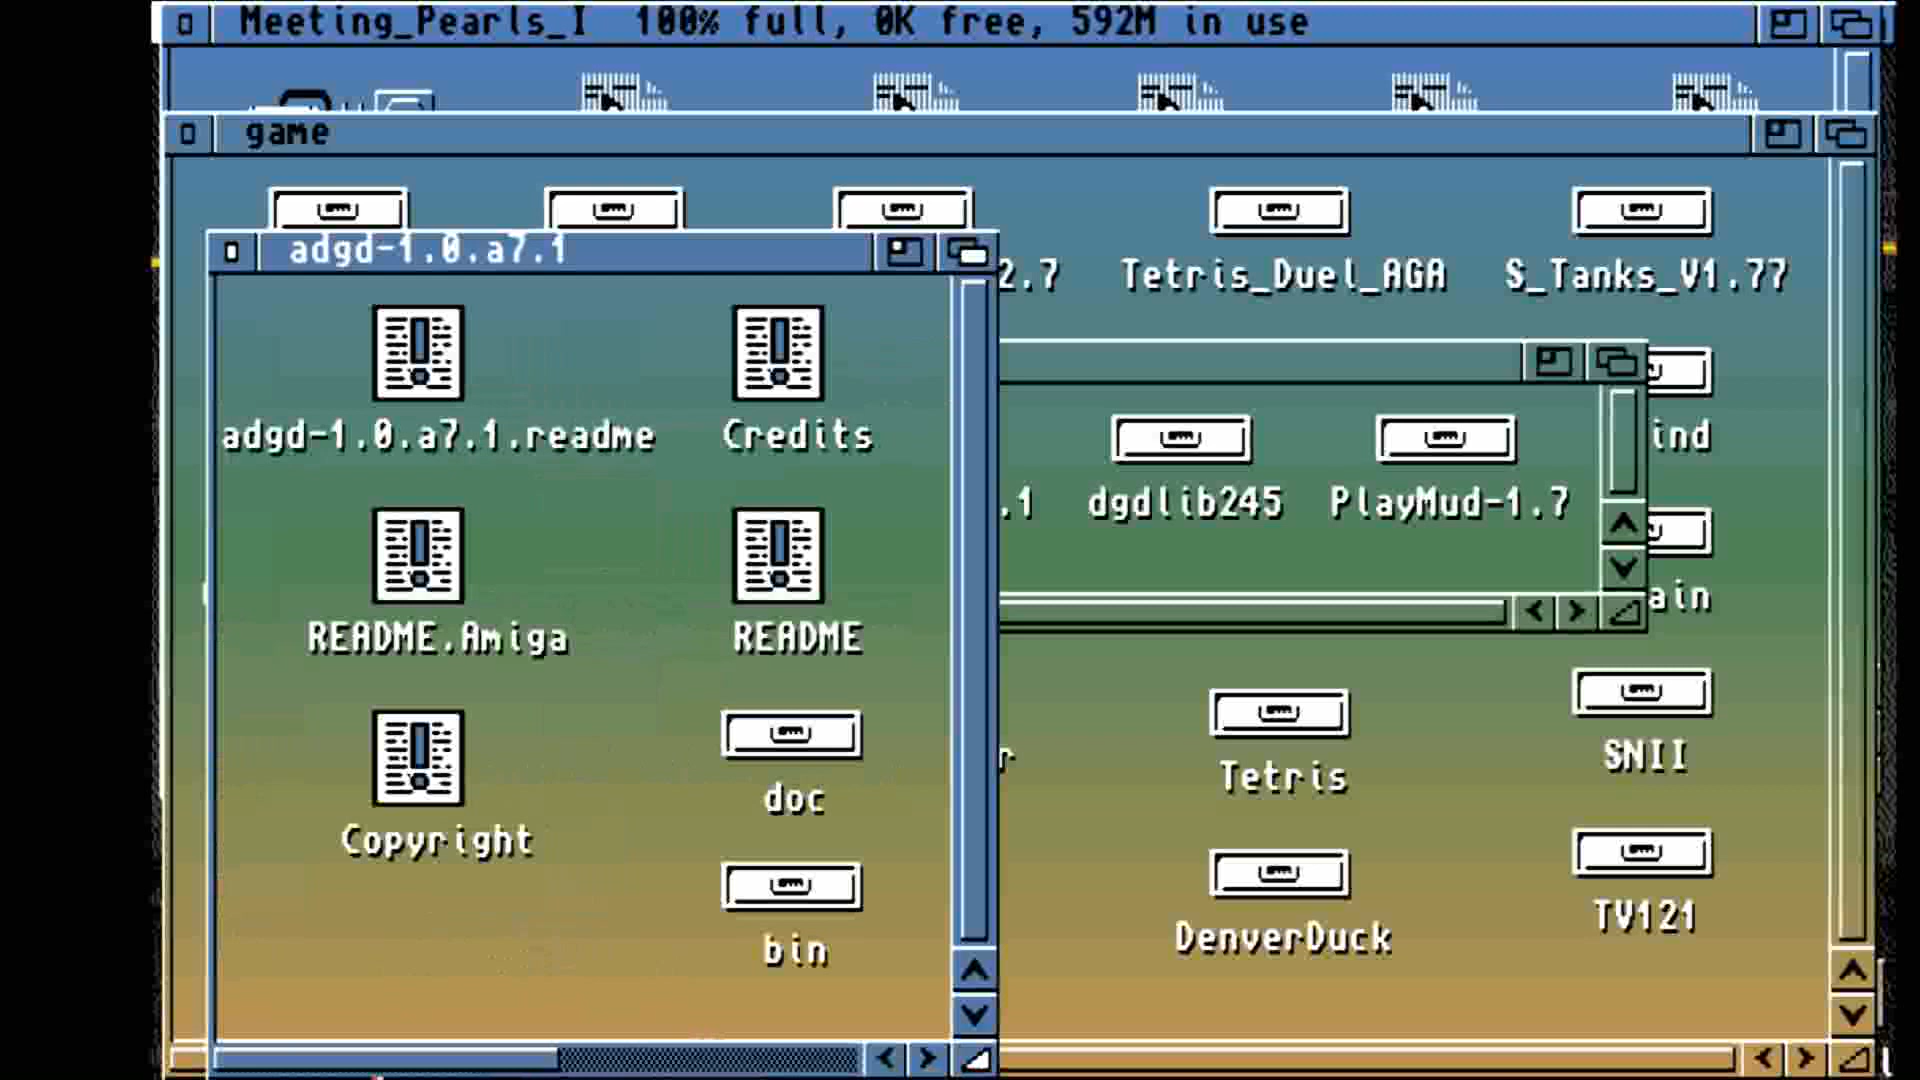 Meeting_Pearls_I 100% full, 0K free, 592M in use
game
adgd-1.0.a7.1
2.7
Tetris_Duel_AGA
S_Tanks_V1.77
adgd-1.0.a7.1.readme
Credits
ind
.1
dgdlib245
PlayMud-1.7
README.Amiga
README
ain
r
Tetris
SNII
doc
Copyright
DenverDuck
TV121
bin